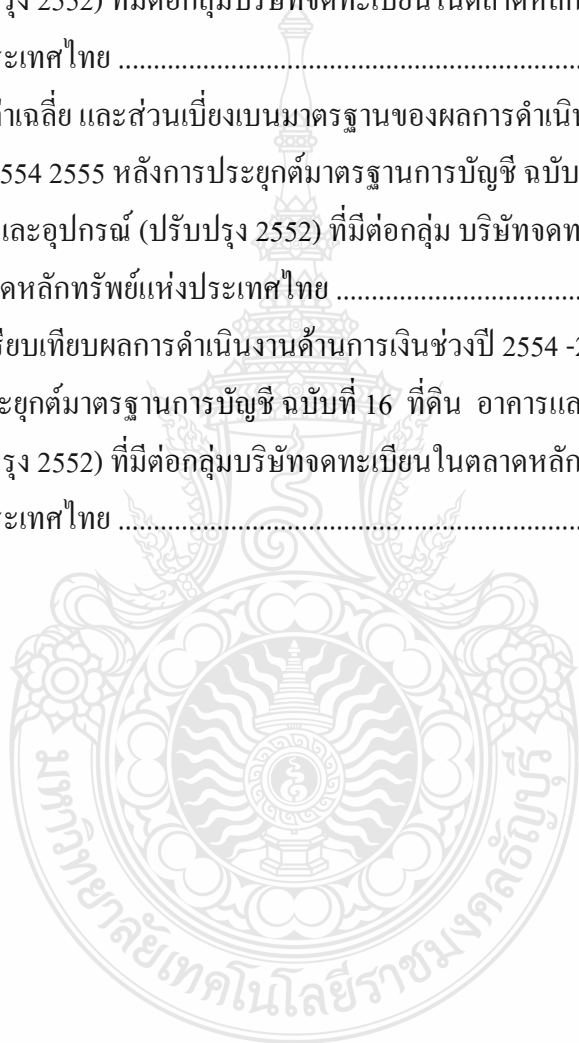 รุง 2552) ที่มีต่อกลุ่มบริษัทจดทะเบียนในตลาดหลัก
ระเทศไทย ......................................................................
าเฉลี่ย และส่วนเบี่ยงเบนมาตรฐานของผลการดำเนิน
554 2555 หลังการประยุกต์มาตรฐานการบัญชี ฉบับ
และอุปกรณ์ (ปรับปรุง 2552) ที่มีต่อกลุ่ม บริษัทจดท
ดหลักทรัพย์แห่งประเทศไทย ...................................
รียบเทียบผลการดำเนินงานด้านการเงินช่วงปี 2554 -2
ะยุกต์มาตรฐานการบัญชี ฉบับที่ 16 ที่ดิน อาคารแล
รุง 2552) ที่มีต่อกลุ่มบริษัทจดทะเบียนในตลาดหลัก
ระเทศไทย ......................................................................
มหาวิทยาลัยเทคโนโลยีราชมงคลธัญบุรี